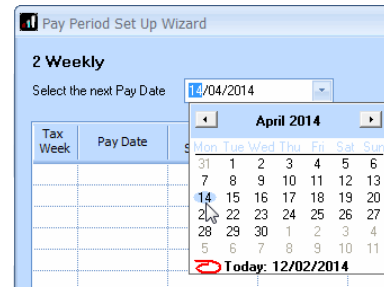 Pay Period Set Up Wizard
2 Weekly
Select the next Pay Date 14/04/2014
Tax Week Pay Date S
April 2014
Mon Tue Wed Thu Fri Sat Sun
31 1 2 3 4 5 6
7 8 9 10 11 12 13
14 15 16 17 18 19 20
22 23 24 25 26 27
28 29 30 1 2 3 4
5 6 7 8 9 10 11
Today: 12/02/2014